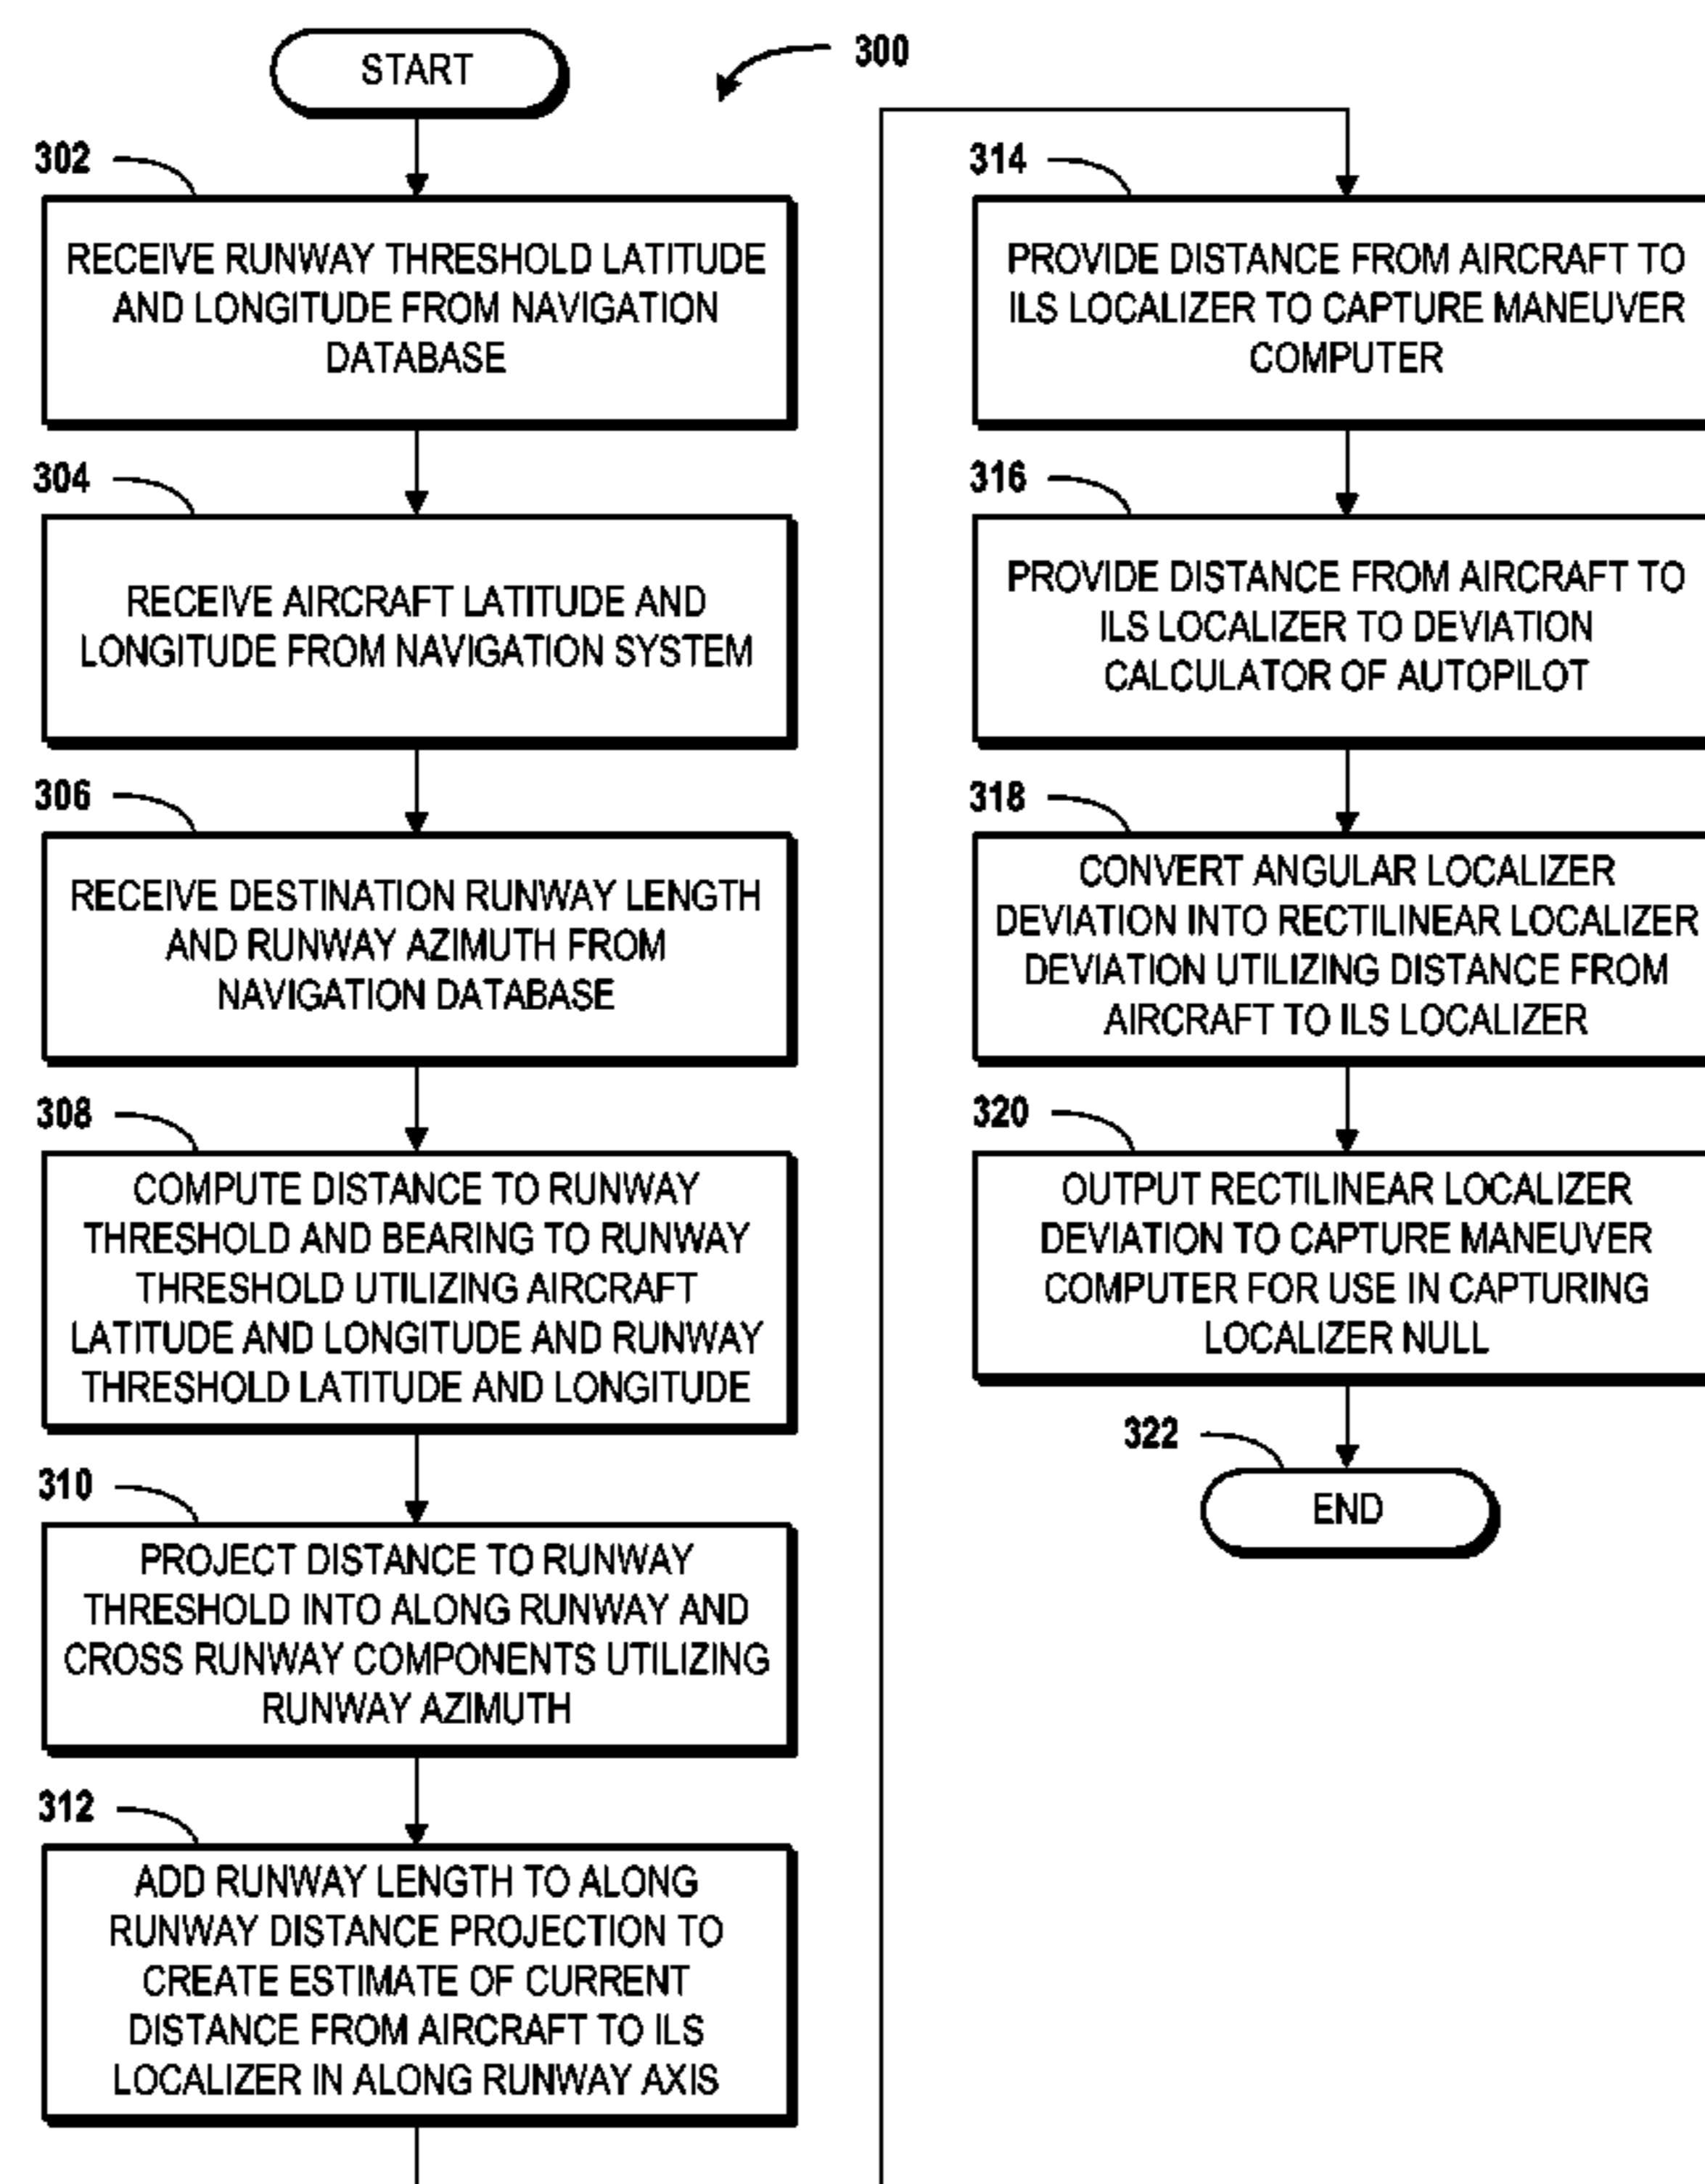 START
300
302
RECEIVE RUNWAY THRESHOLD LATITUDE
AND LONGITUDE FROM NAVIGATION
DATABASE
304
RECEIVE AIRCRAFT LATITUDE AND
LONGITUDE FROM NAVIGATION SYSTEM
306
RECEIVE DESTINATION RUNWAY LENGTH
AND RUNWAY AZIMUTH FROM
NAVIGATION DATABASE
308
COMPUTE DISTANCE TO RUNWAY
THRESHOLD AND BEARING TO RUNWAY
THRESHOLD UTILIZING AIRCRAFT
LATITUDE AND LONGITUDE AND RUNWAY
THRESHOLD LATITUDE AND LONGITUDE
310
PROJECT DISTANCE TO RUNWAY
THRESHOLD INTO ALONG RUNWAY AND
CROSS RUNWAY COMPONENTS UTILIZING
RUNWAY AZIMUTH
312
ADD RUNWAY LENGTH TO ALONG
RUNWAY DISTANCE PROJECTION TO
CREATE ESTIMATE OF CURRENT
DISTANCE FROM AIRCRAFT TO ILS
LOCALIZER IN ALONG RUNWAY AXIS
314
PROVIDE DISTANCE FROM AIRCRAFT TO
ILS LOCALIZER TO CAPTURE MANEUVER
COMPUTER
316
PROVIDE DISTANCE FROM AIRCRAFT TO
ILS LOCALIZER TO DEVIATION
CALCULATOR OF AUTOPILOT
318
CONVERT ANGULAR LOCALIZER
DEVIATION INTO RECTILINEAR LOCALIZER
DEVIATION UTILIZING DISTANCE FROM
AIRCRAFT TO ILS LOCALIZER
320
OUTPUT RECTILINEAR LOCALIZER
DEVIATION TO CAPTURE MANEUVER
COMPUTER FOR USE IN CAPTURING
LOCALIZER NULL
322
END